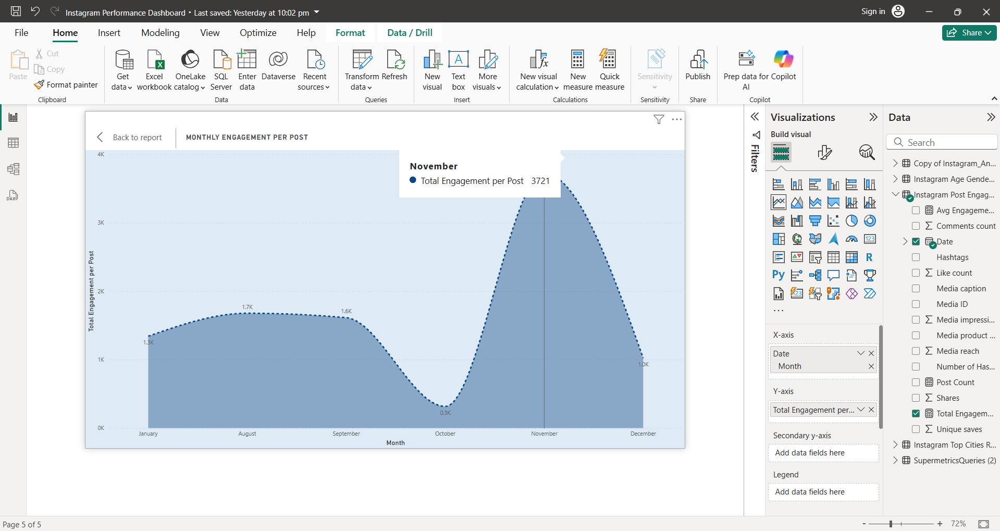 Instagram Performance Dashboard • Last saved: Yesterday at 10:02 pm
Sign in
File Home Insert Modeling View Optimize Help Format Data / Drill
Share
Paste
Cut
Copy
Format painter
Clipboard
Get data
Excel workbook
OneLake catalog
SQL Server
Enter data
Dataverse
Recent sources
Data
Transform data
Refresh
Queries
New visual
Text box
More visuals
Insert
New visual calculation
New measure
Quick measure
Calculations
Sensitivity
Sensitivity
Publish
Share
Prep data for AI
Copilot
Copilot
Back to report
MONTHLY ENGAGEMENT PER POST
4K
3K
2K
1K
0K
Total Engagement per Post
November
Total Engagement per Post 3721
1.3K
1.7K
1.6K
0.3K
1.0K
January August September October November December
Month
Filters
Visualizations
Build visual
123
R
Py
123
...
X-axis
Date
Month
Y-axis
Total Engagement per...
Secondary y-axis
Add data fields here
Legend
Add data fields here
Data
Search
Copy of Instagram_An...
Instagram Age Gende...
Instagram Post Engag...
Avg Engageme...
Comments count
Date
Hashtags
Like count
Media caption
Media ID
Media impressi...
Media product ...
Media reach
Number of Has...
Post Count
Shares
Total Engagem...
Unique saves
Instagram Top Cities R...
SupermetricsQueries (2)
DAX
Page 5 of 5
- + 72%